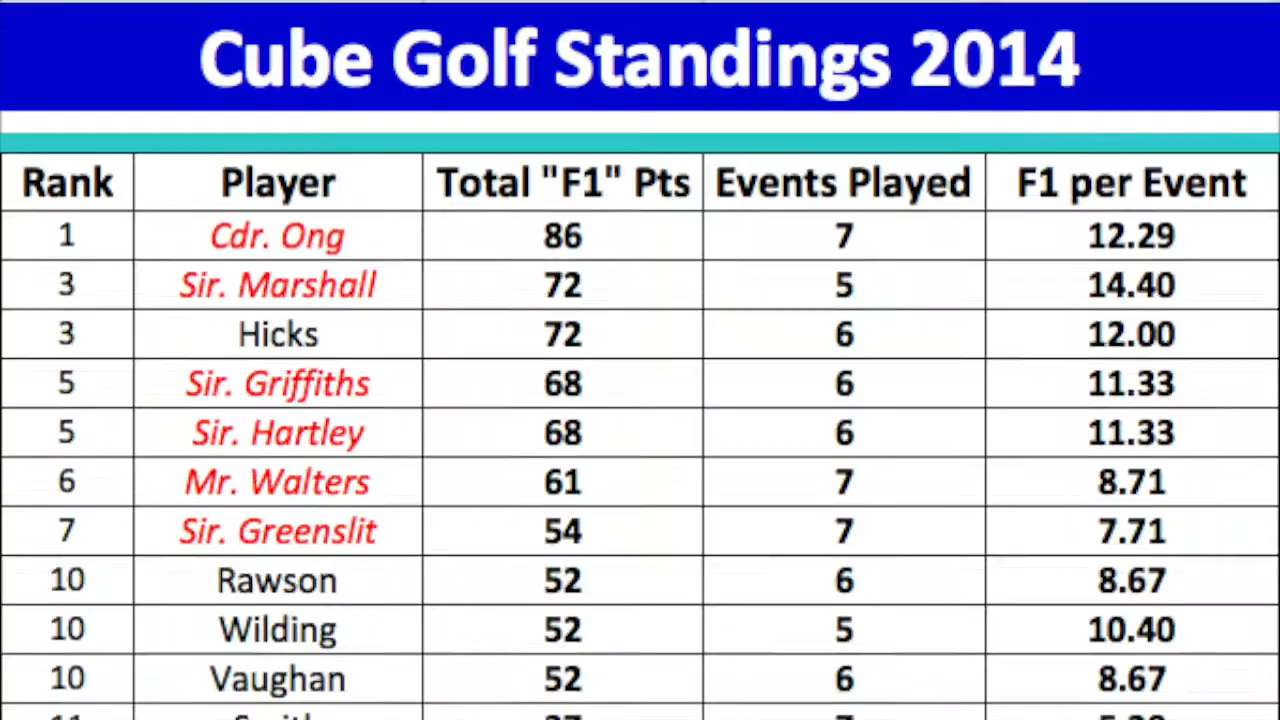 Cube Golf Standings 2014
Rank Player Total "F1" Pts Events Played F1 per Event
1 Cdr. Ong 86 7 12.29
3 Sir. Marshall 72 5 14.40
3 Hicks 72 6 12.00
5 Sir. Griffiths 68 6 11.33
5 Sir. Hartley 68 6 11.33
6 Mr. Walters 61 7 8.71
7 Sir. Greenslit 54 7 7.71
10 Rawson 52 6 8.67
10 Wilding 52 5 10.40
10 Vaughan 52 6 8.67